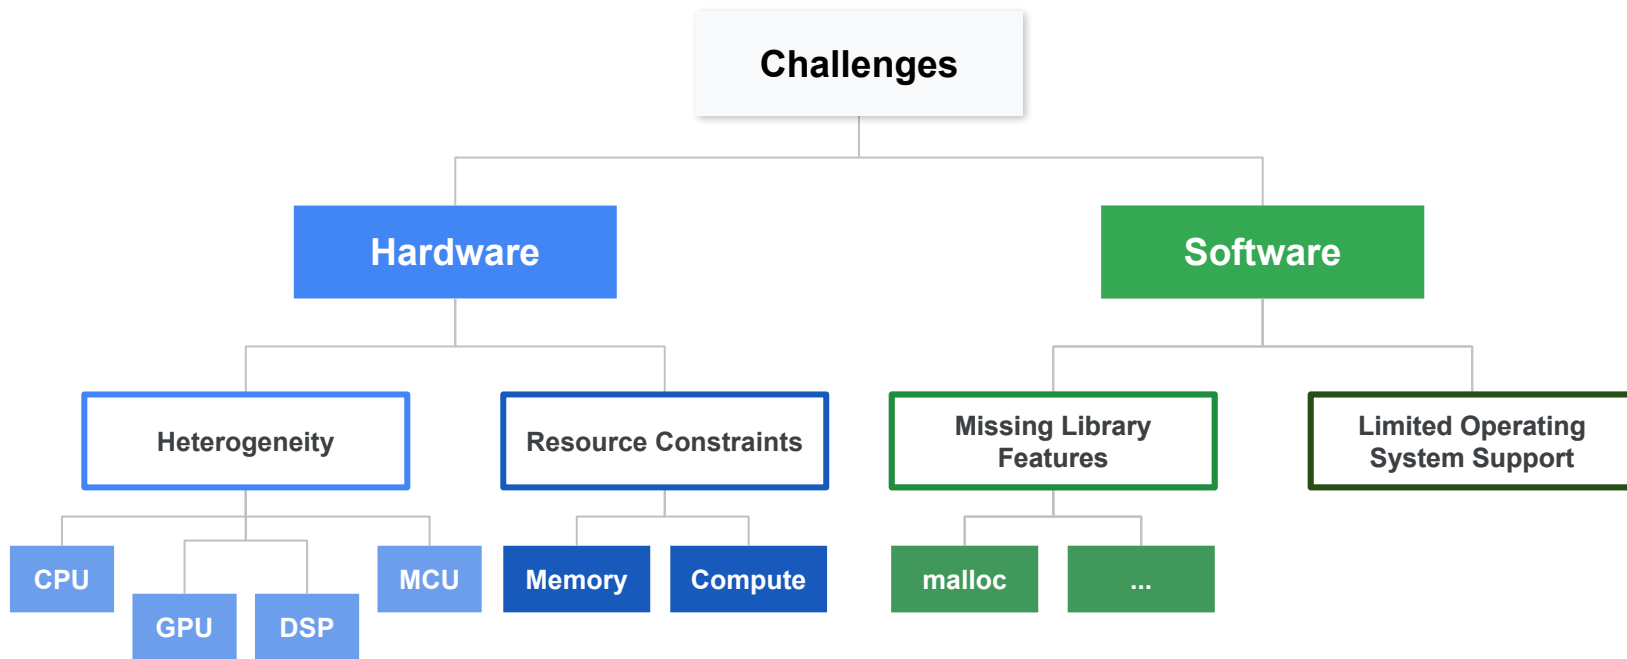 Challenges
Hardware
Software
Heterogeneity
Resource Constraints
Missing Library
Features
Limited Operating
System Support
CPU
GPU
DSP
MCU
Memory
Compute
malloc
...